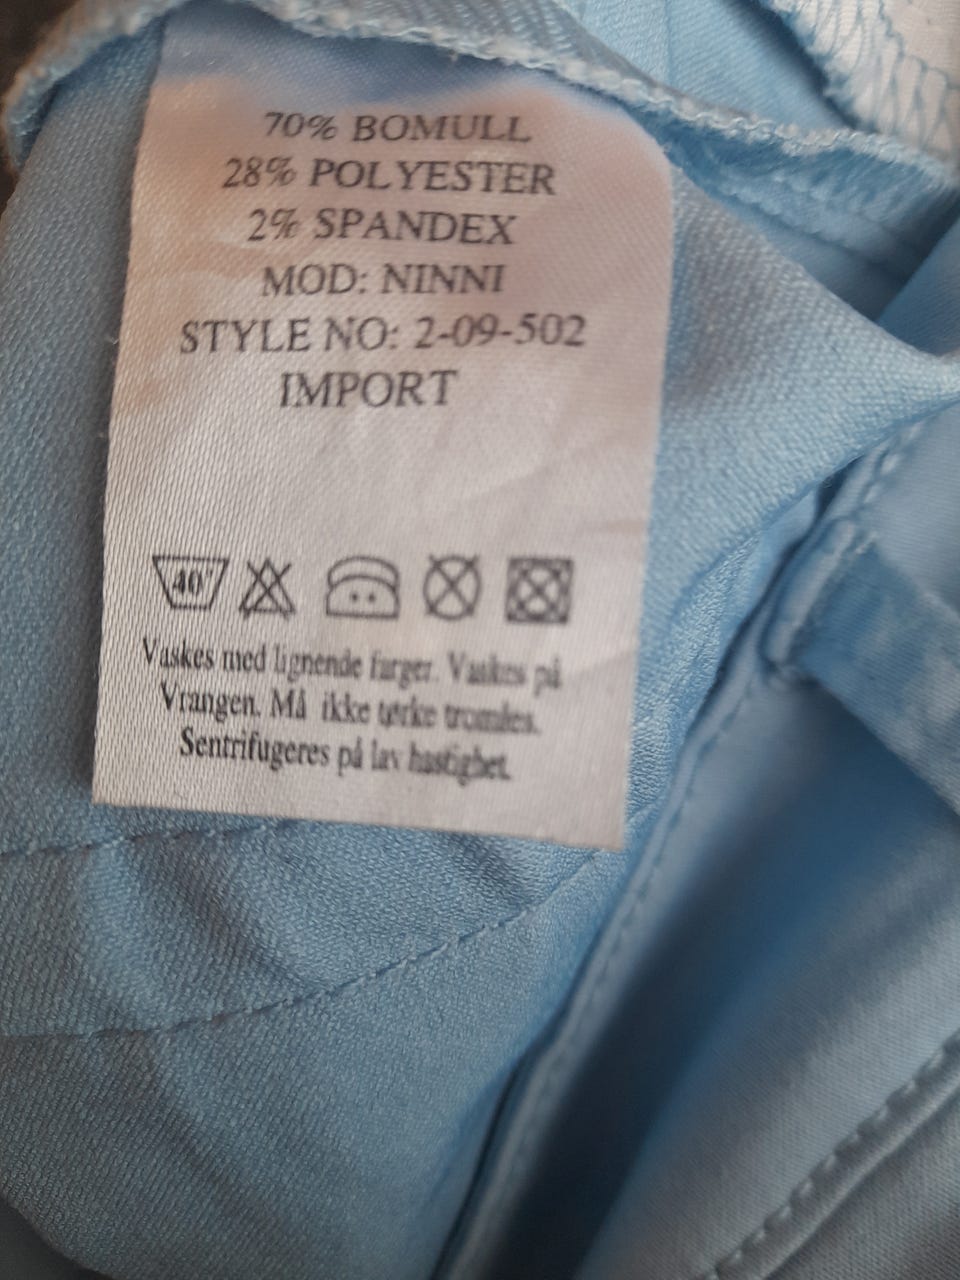 70% BOMULL
28% POLYESTER
2% SPANDEX
MOD: NINNI
STYLE NO: 2-09-502
IMPORT
40°
Vaskes med lignende farger. Vaskes på
Vrangen. Må ikke tørke tromles.
Sentrifugeres på lav hastighet.